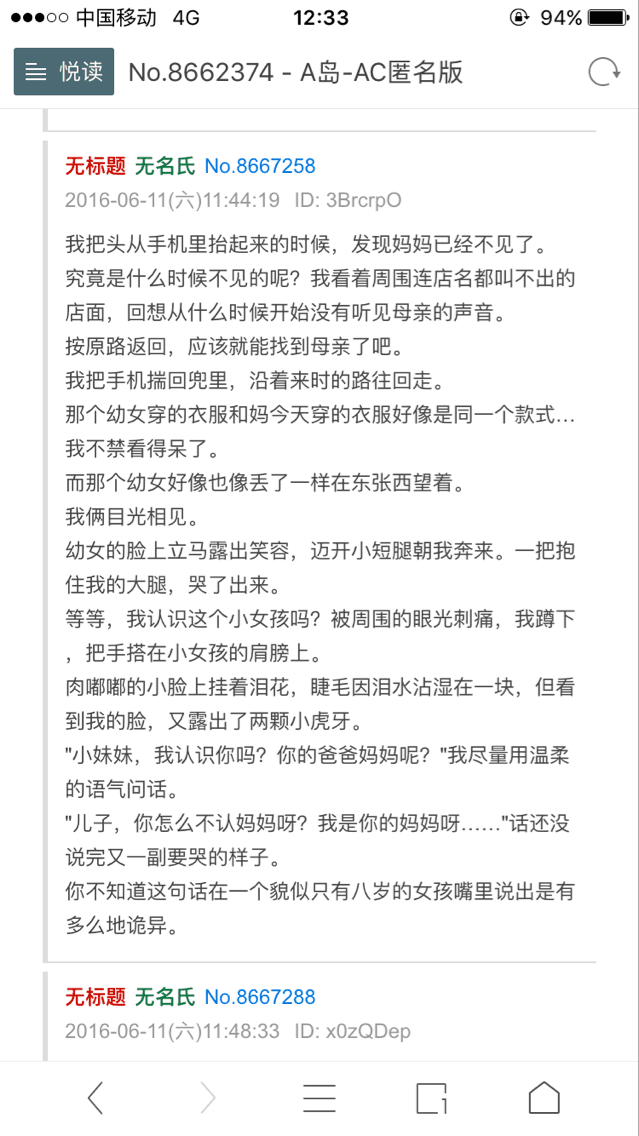 中国移动 4G 12:33 94%
悦读 No.8662374 - A岛-AC匿名版
无标题 无名氏 No.8667258
2016-06-11(六)11:44:19 ID: 3BrcrpO
我把头从手机里抬起来的时候，发现妈妈已经不见了。
究竟是什么时候不见的呢？我看着周围连店名都叫不出的
店面，回想从什么时候开始没有听见母亲的声音。
按原路返回，应该就能找到母亲了吧。
我把手机揣回兜里，沿着来时的路往回走。
那个幼女穿的衣服和妈今天穿的衣服好像是同一个款式…
我不禁看得呆了。
而那个幼女好像也像丢了一样在东张西望着。
我俩目光相见。
幼女的脸上立马露出笑容，迈开小短腿朝我奔来。一把抱
住我的大腿，哭了出来。
等等，我认识这个小女孩吗？被周围的眼光刺痛，我蹲下
，把手搭在小女孩的肩膀上。
肉嘟嘟的小脸上挂着泪花，睫毛因泪水沾湿在一块，但看
到我的脸，又露出了两颗小虎牙。
"小妹妹，我认识你吗？你的爸爸妈妈呢？"我尽量用温柔
的语气问话。
"儿子，你怎么不认妈妈呀？我是你的妈妈呀……"话还没
说完又一副要哭的样子。
你不知道这句话在一个貌似只有八岁的女孩嘴里说出是有
多么地诡异。
无标题 无名氏 No.8667288
2016-06-11(六)11:48:33 ID: x0zQDep
1